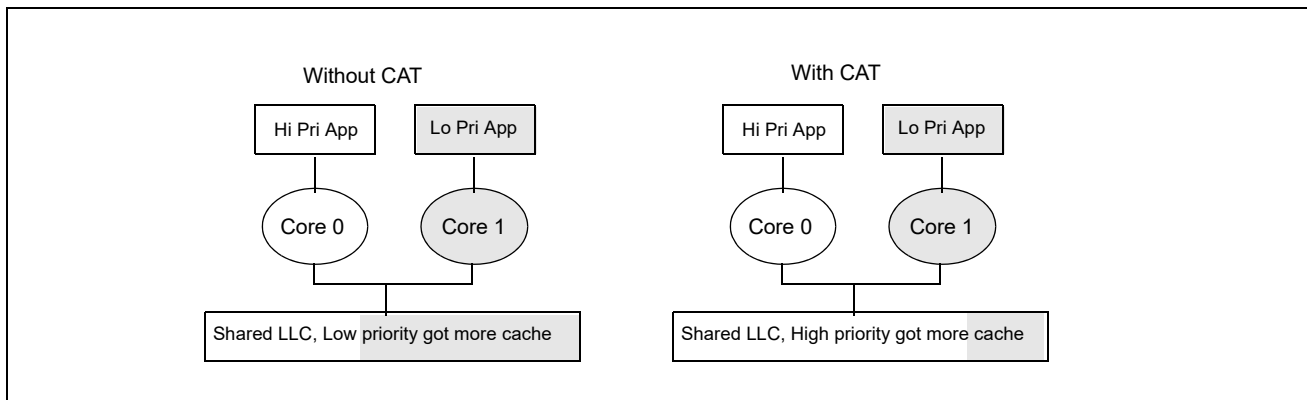 Without CAT
Hi Pri App
Lo Pri App
Core 0
Core 1
Shared LLC, Low priority got more cache
With CAT
Hi Pri App
Lo Pri App
Core 0
Core 1
Shared LLC, High priority got more cache